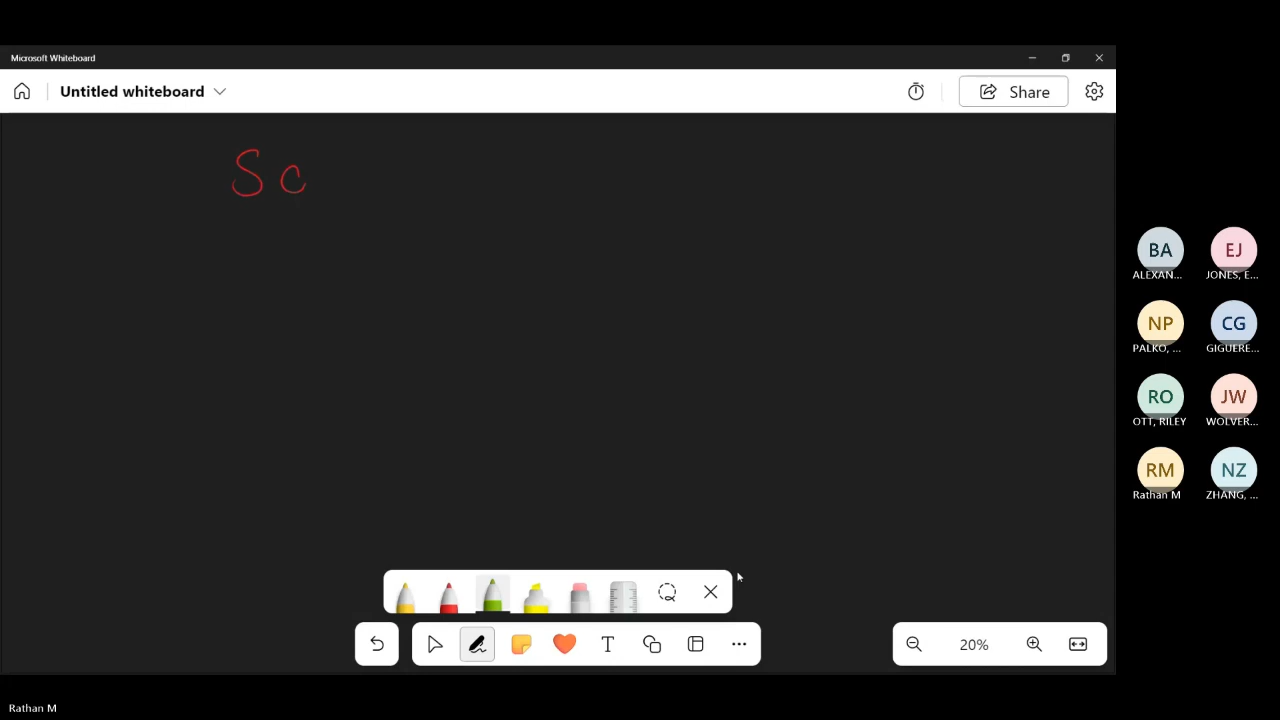 Microsoft Whiteboard
Untitled whiteboard
Share
Sc
BA
EJ
ALEXAN...
JONES, E...
NP
CG
PALKO, ...
GIGUERE...
RO
JW
OTT, RILEY
WOLVER...
RM
NZ
Rathan M
ZHANG, ...
T
20%
Rathan M